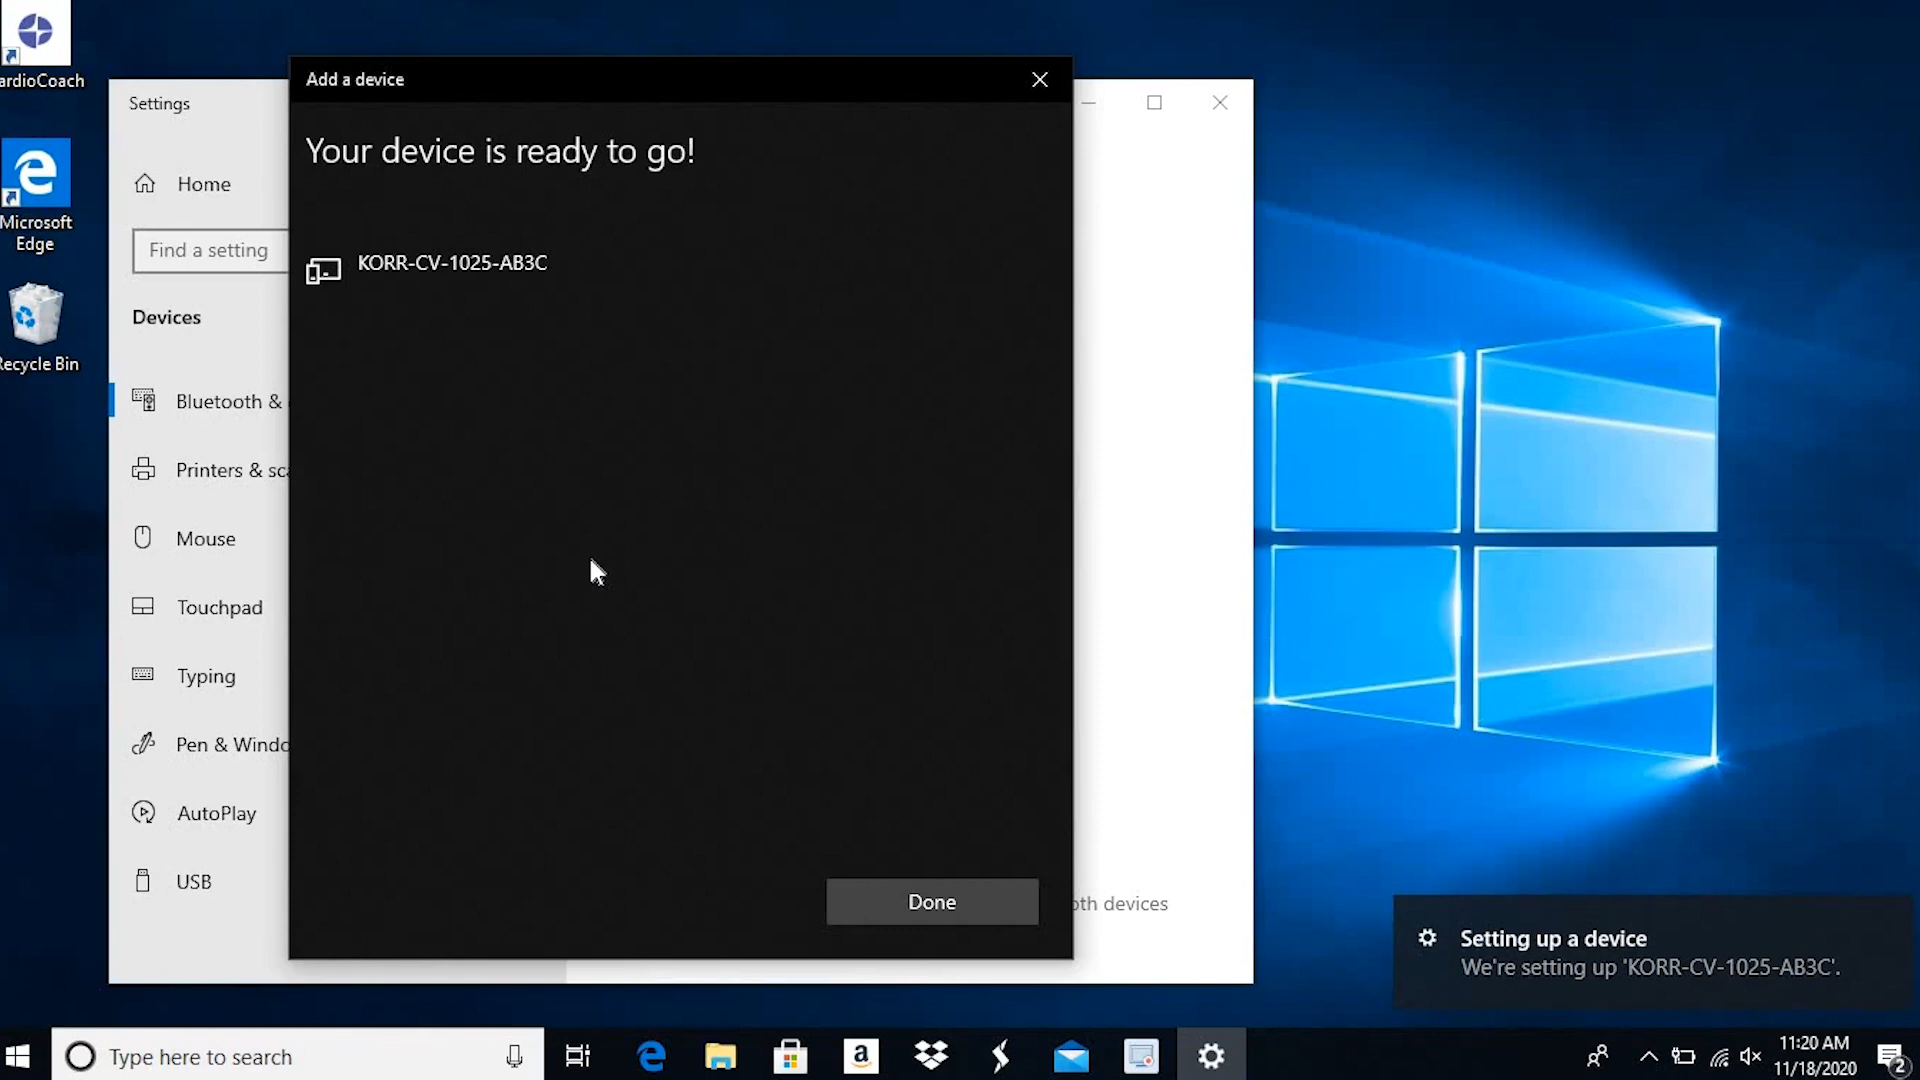 ardioCoach
Microsoft
Edge
Recycle Bin
Settings
Home
Find a setting
Devices
Bluetooth &
Printers & sca
Mouse
Touchpad
Typing
Pen & Windo
AutoPlay
USB
Add a device
Your device is ready to go!
KORR-CV-1025-AB3C
Done
oth devices
Setting up a device
We're setting up 'KORR-CV-1025-AB3C'.
Type here to search
a
11:20 AM
11/18/2020
2